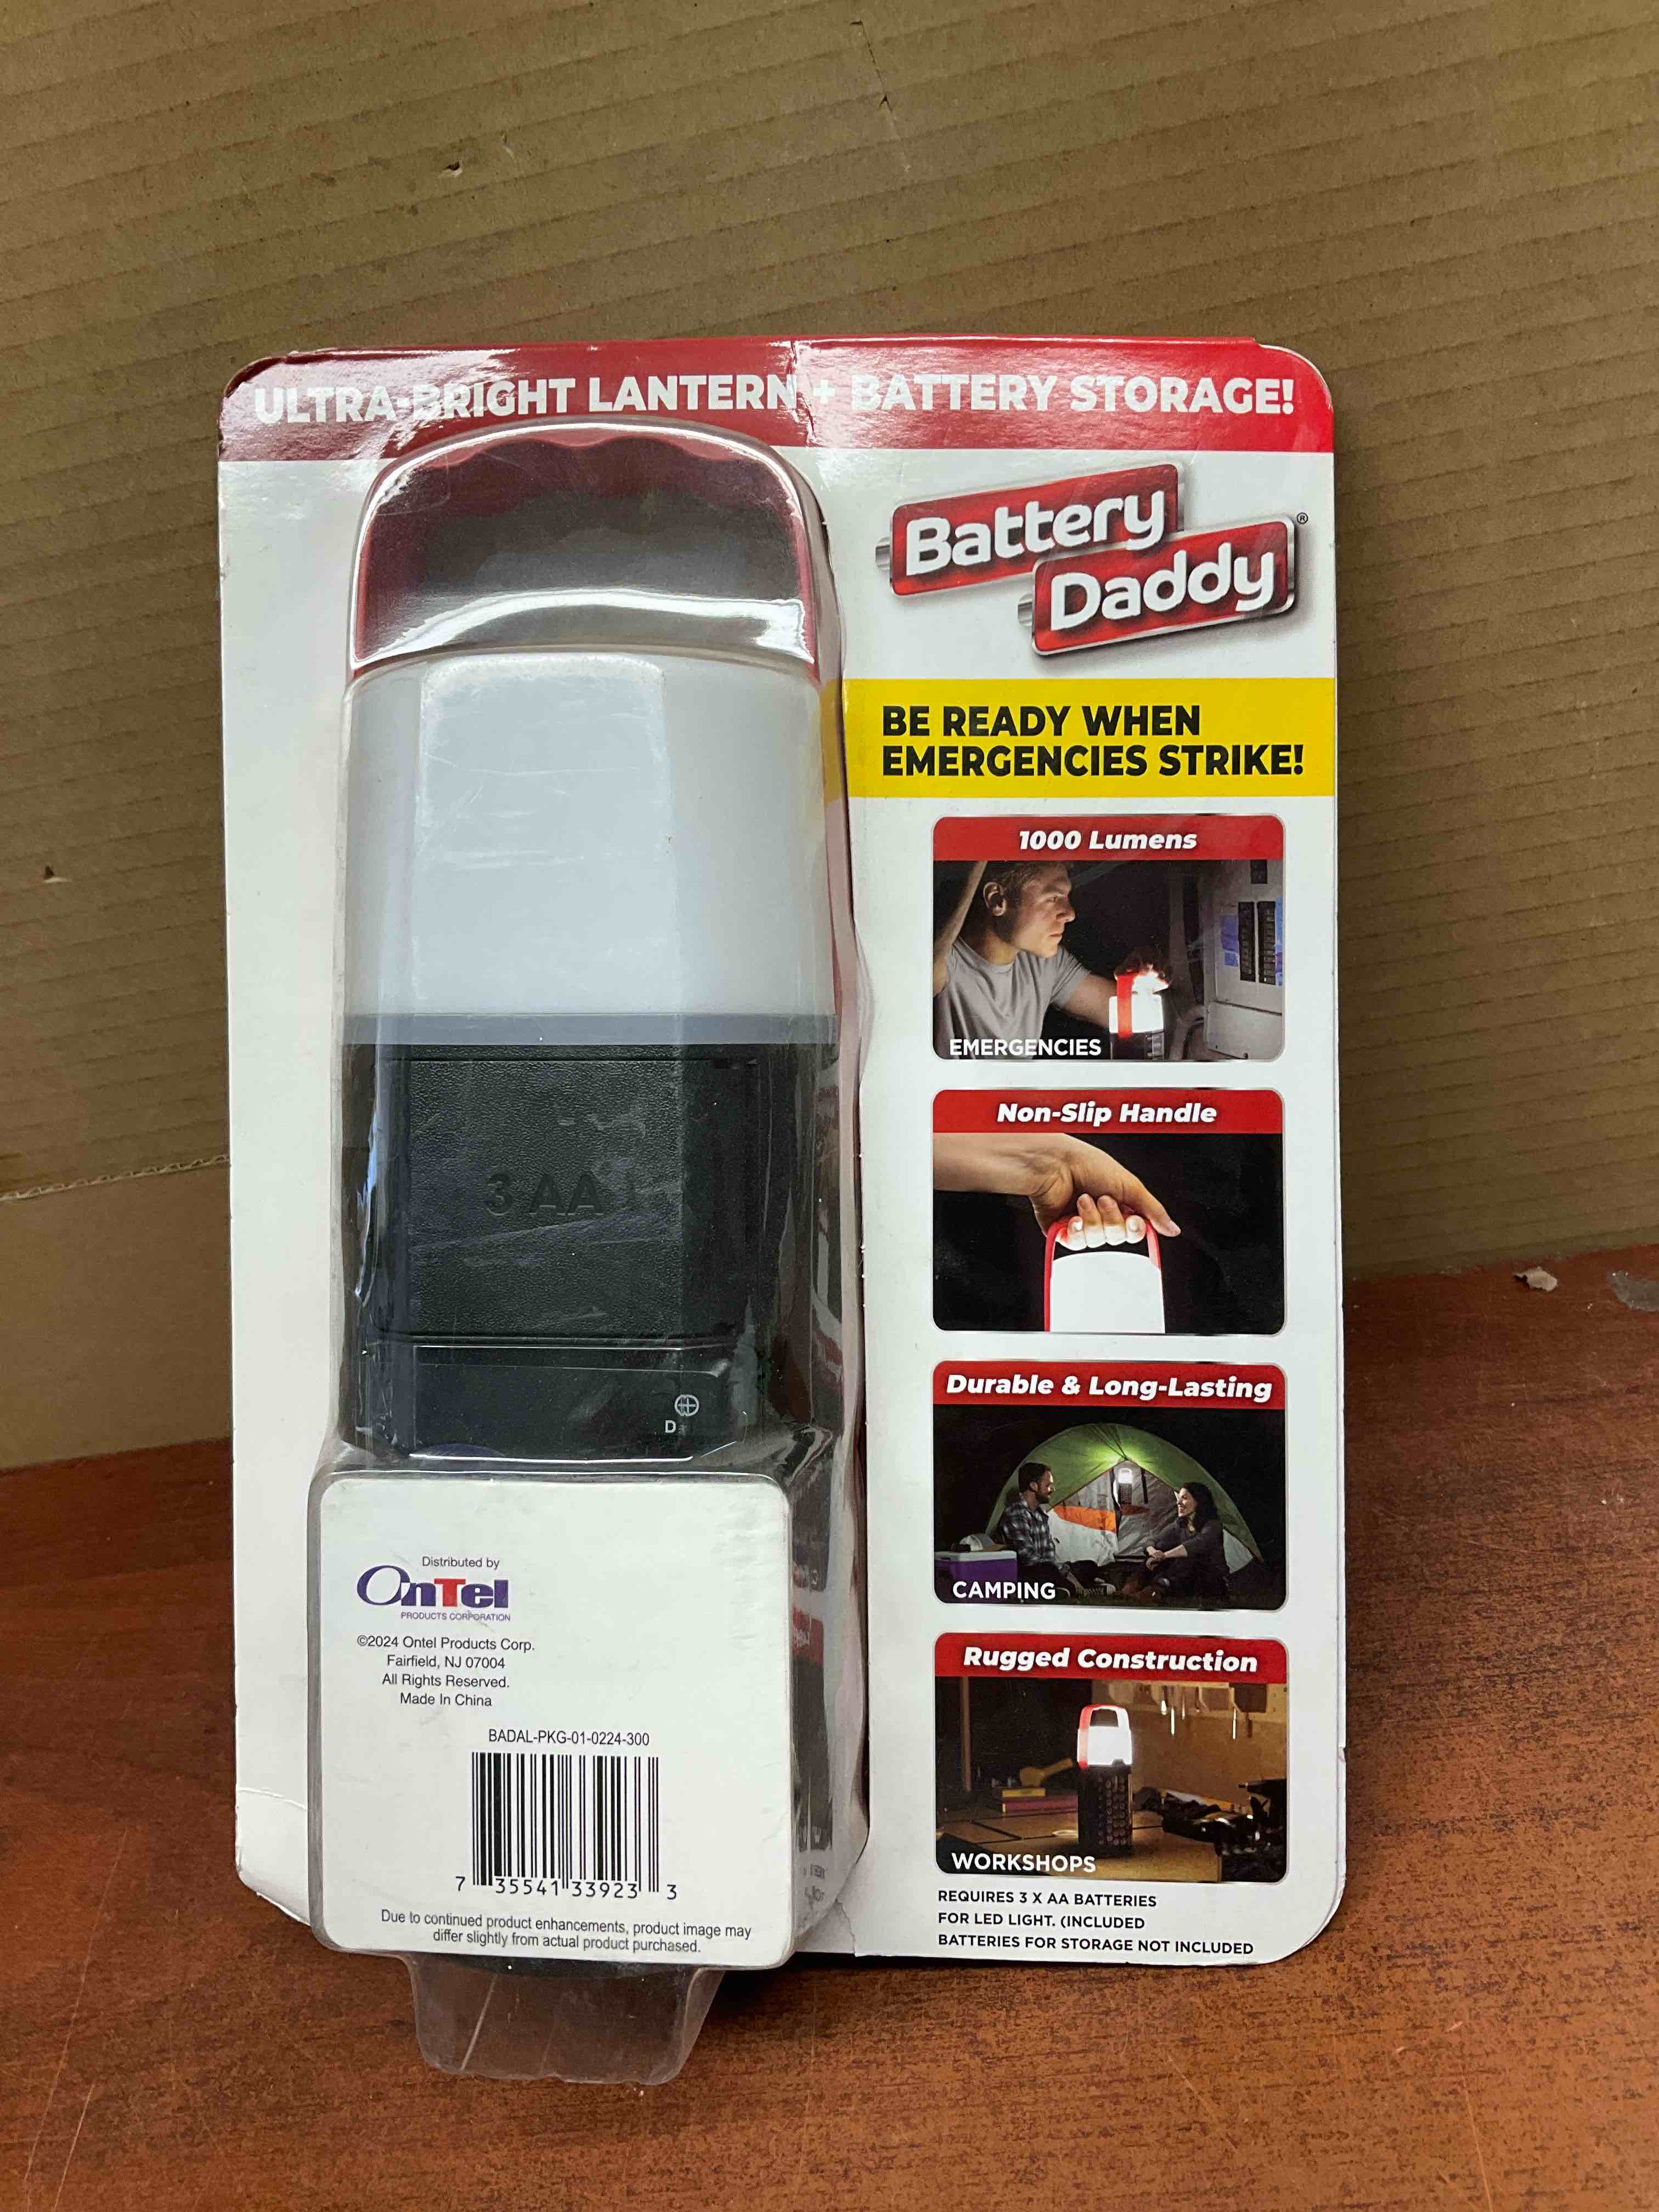 ULTRA-BRIGHT LANTERN + BATTERY STORAGE!
Battery
Daddy®
BE READY WHEN
EMERGENCIES STRIKE!
1000 Lumens
EMERGENCIES
Non-Slip Handle
Durable & Long-Lasting
CAMPING
Rugged Construction
WORKSHOPS
REQUIRES 3 X AA BATTERIES
FOR LED LIGHT. (INCLUDED
BATTERIES FOR STORAGE NOT INCLUDED
3 AA
D
Distributed by
OnTel
PRODUCTS CORPORATION
©2024 Ontel Products Corp.
Fairfield, NJ 07004
All Rights Reserved.
Made In China
BADAL-PKG-01-0224-300
7 35541 33923 3
Due to continued product enhancements, product image may
differ slightly from actual product purchased.